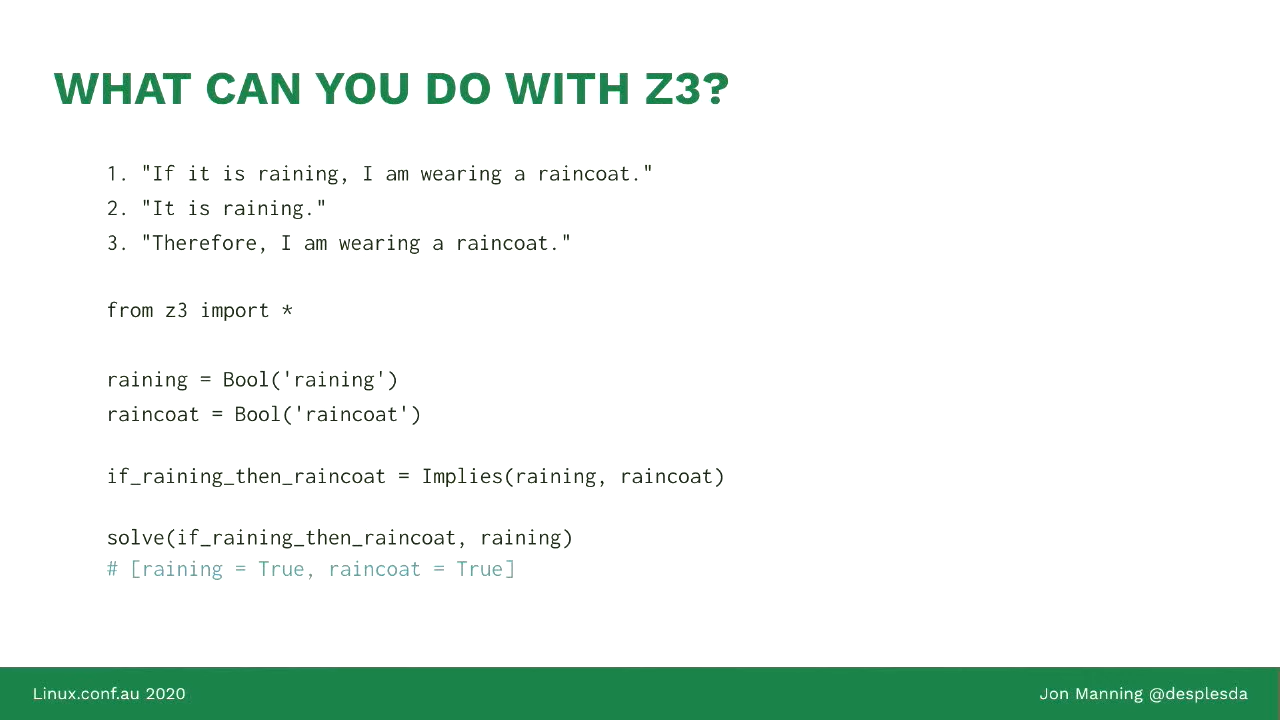 WHAT CAN YOU DO WITH Z3?
1. "If it is raining, I am wearing a raincoat."
2. "It is raining."
3. "Therefore, I am wearing a raincoat."
from z3 import *
raining = Bool('raining')
raincoat = Bool('raincoat')
if_raining_then_raincoat = Implies(raining, raincoat)
solve(if_raining_then_raincoat, raining)
# [raining = True, raincoat = True]
Linux.conf.au 2020
Jon Manning @desplesda